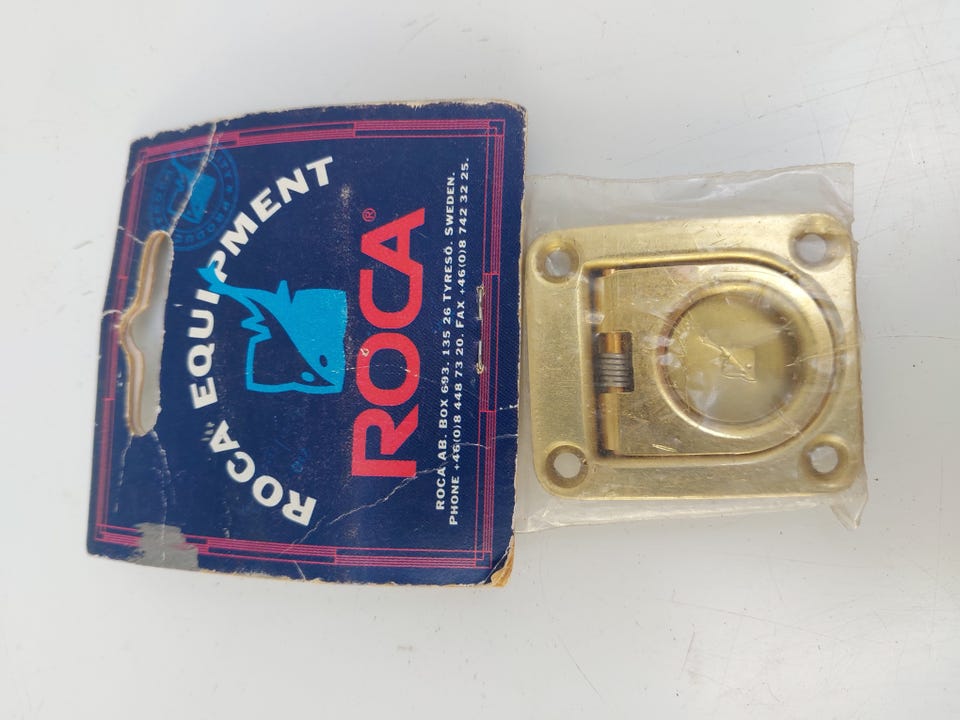 ROCA EQUIPMENT
ROCA®
ROCA AB. BOX 693. 135 26 TYRESÖ. SWEDEN.
PHONE +46(0)8 448 73 20. FAX +46(0)8 742 32 25.